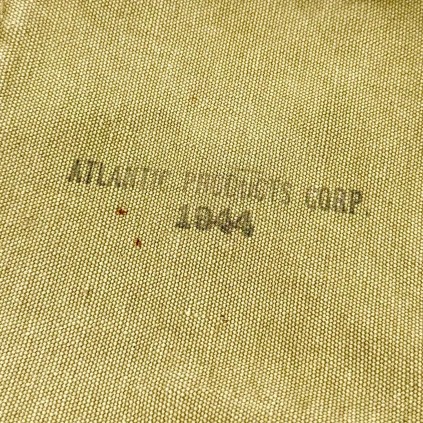 ATLANTIC PRODUCTS CORP.
1944